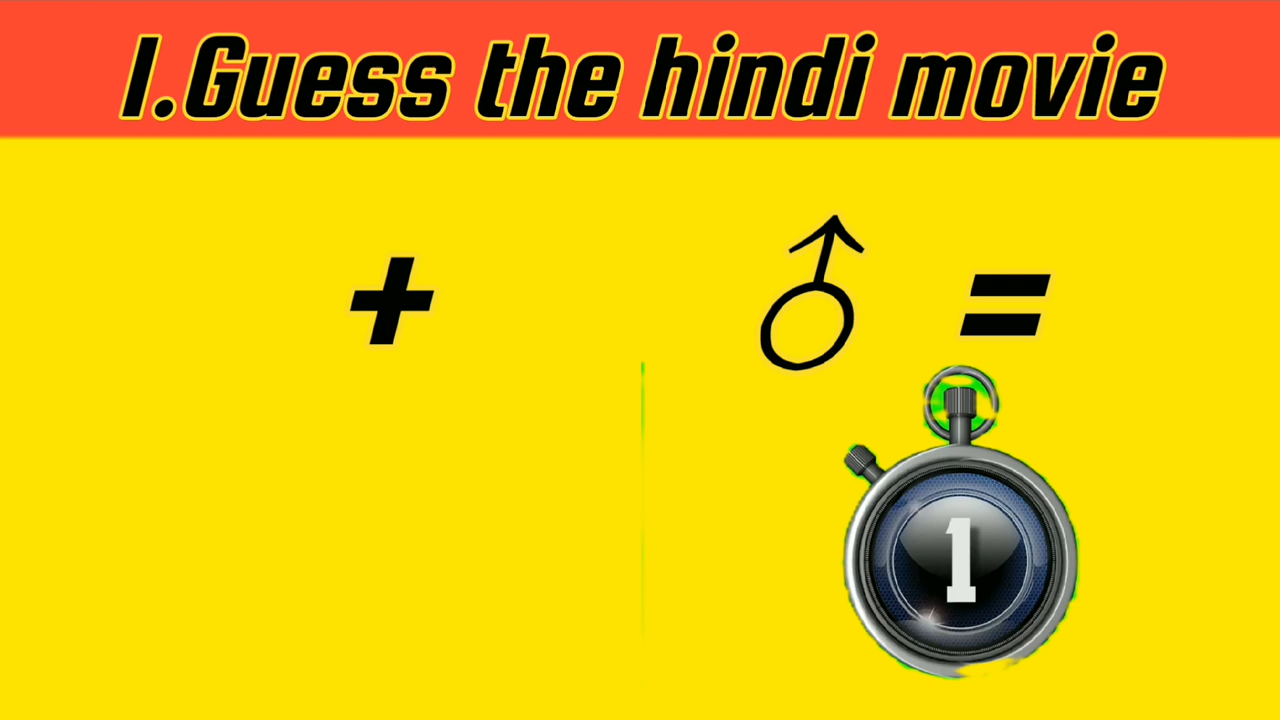 1.Guess the hindi movie
+ ♂ =
1